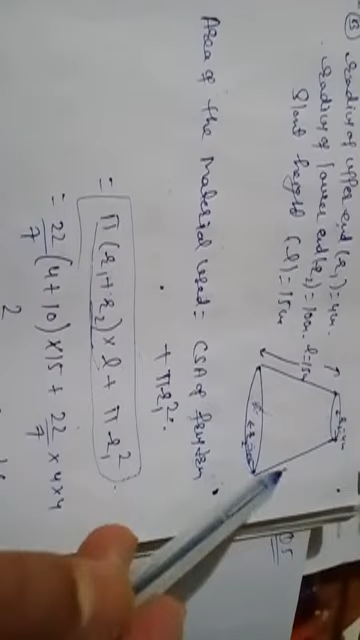 (B) radius of upper end (r₁) = 4cm.
radius of lower end (r₂) = 10cm.
Slant height (l) = 15cm
l=15cm
Area of the material used = CSA of frustum
+ πr₁²
= π(r₁+r₂)×l + πr₁²
= 22/7 (4+10)×15 + 22/7 ×4×4
2